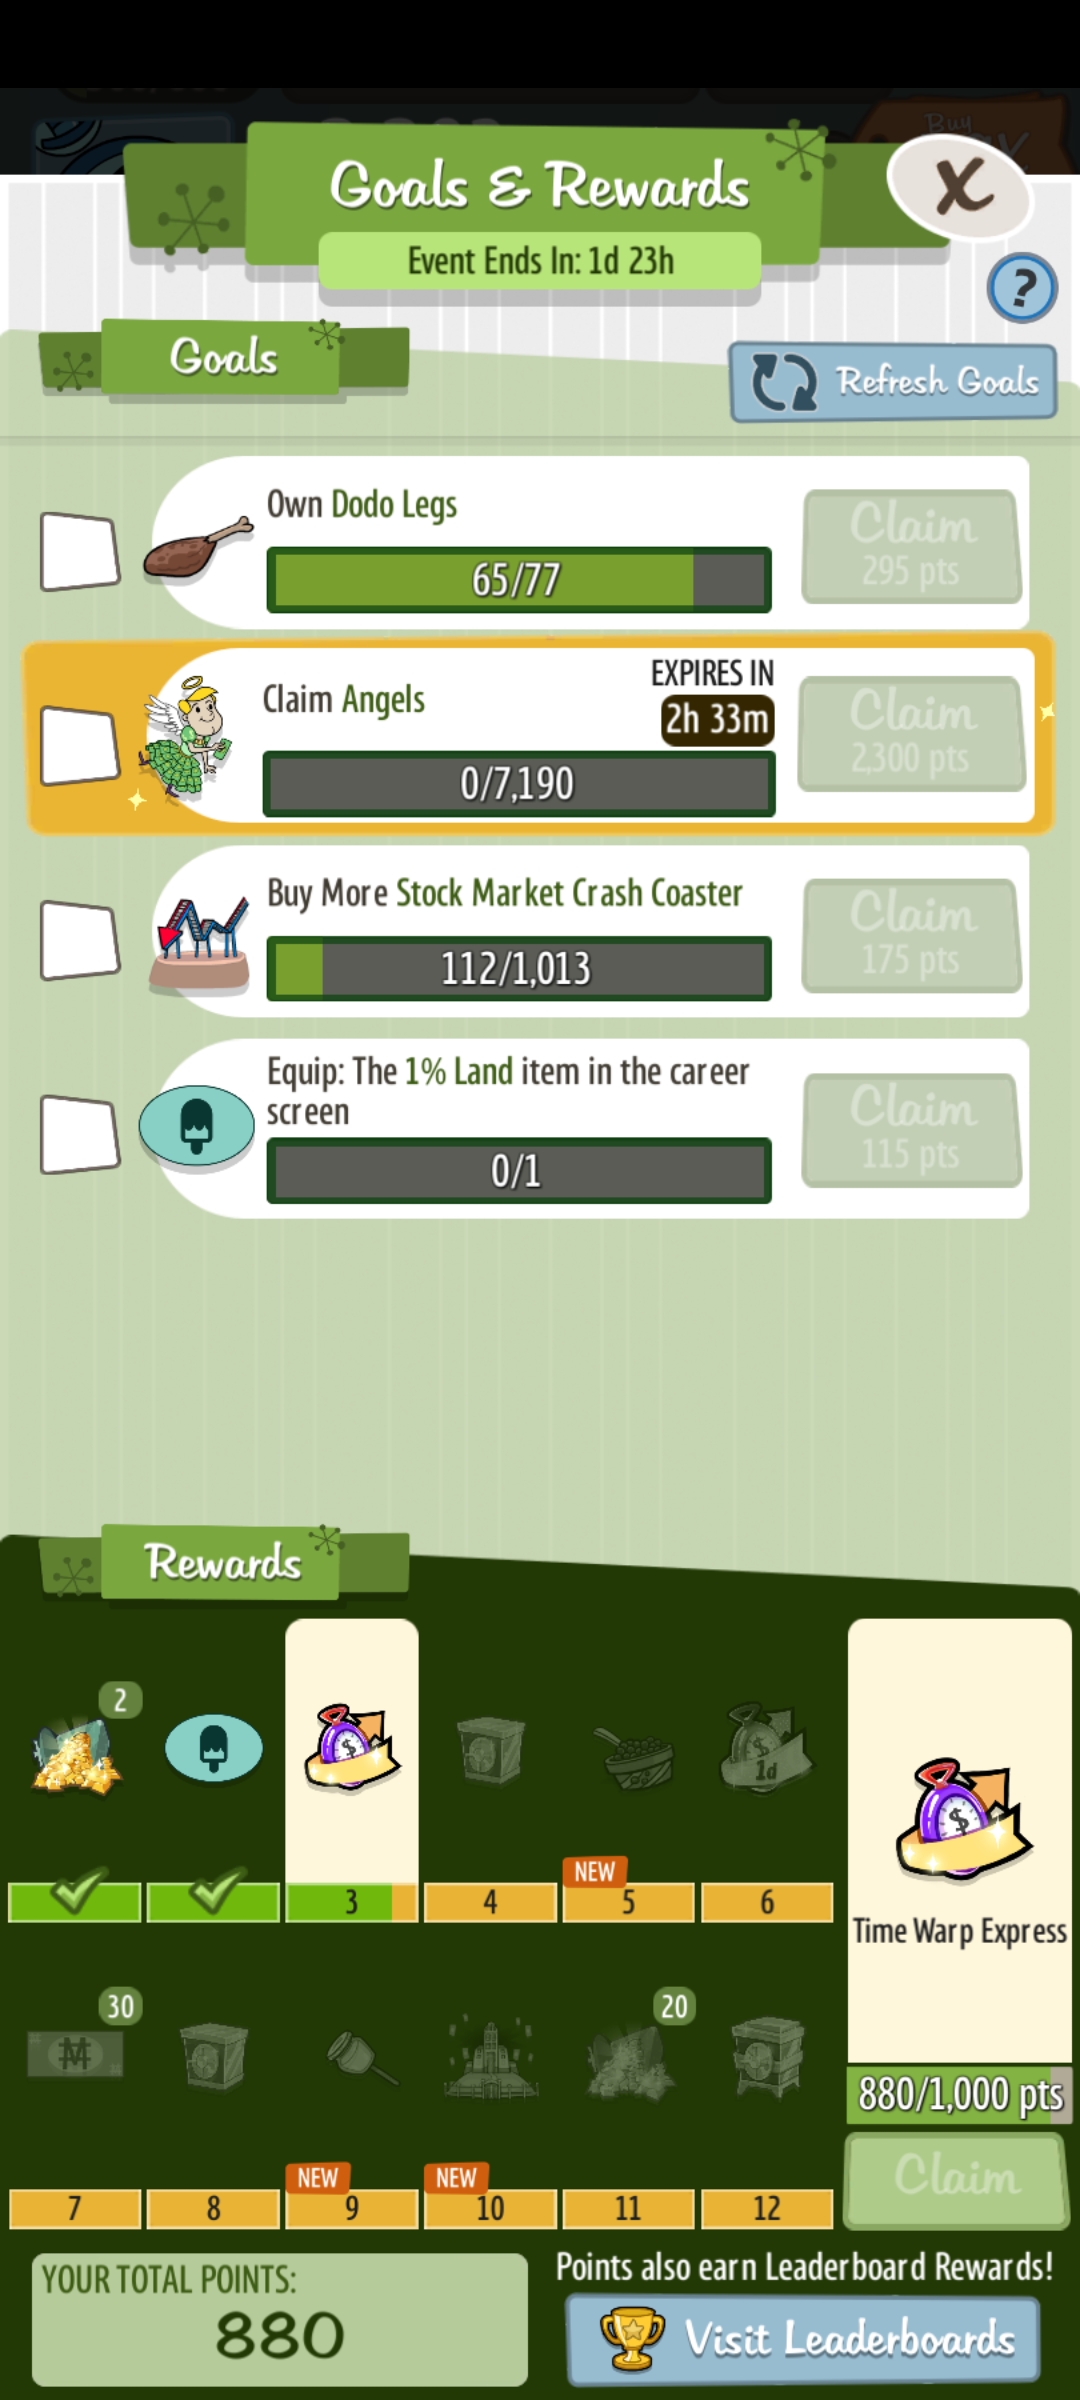 Buy
Goals & Rewards
X
Event Ends In: 1d 23h
?
Goals
Refresh Goals
Own Dodo Legs
65/77
Claim
295 pts
Claim Angels
EXPIRES IN
2h 33m
0/7,190
Claim
2,300 pts
Buy More Stock Market Crash Coaster
112/1,013
Claim
175 pts
Equip: The 1% Land item in the career
screen
0/1
Claim
115 pts
Rewards
2
1d
NEW
3
4
5
6
Time Warp Express
30
20
880/1,000 pts
NEW
NEW
Claim
7
8
9
10
11
12
YOUR TOTAL POINTS:
880
Points also earn Leaderboard Rewards!
Visit Leaderboards